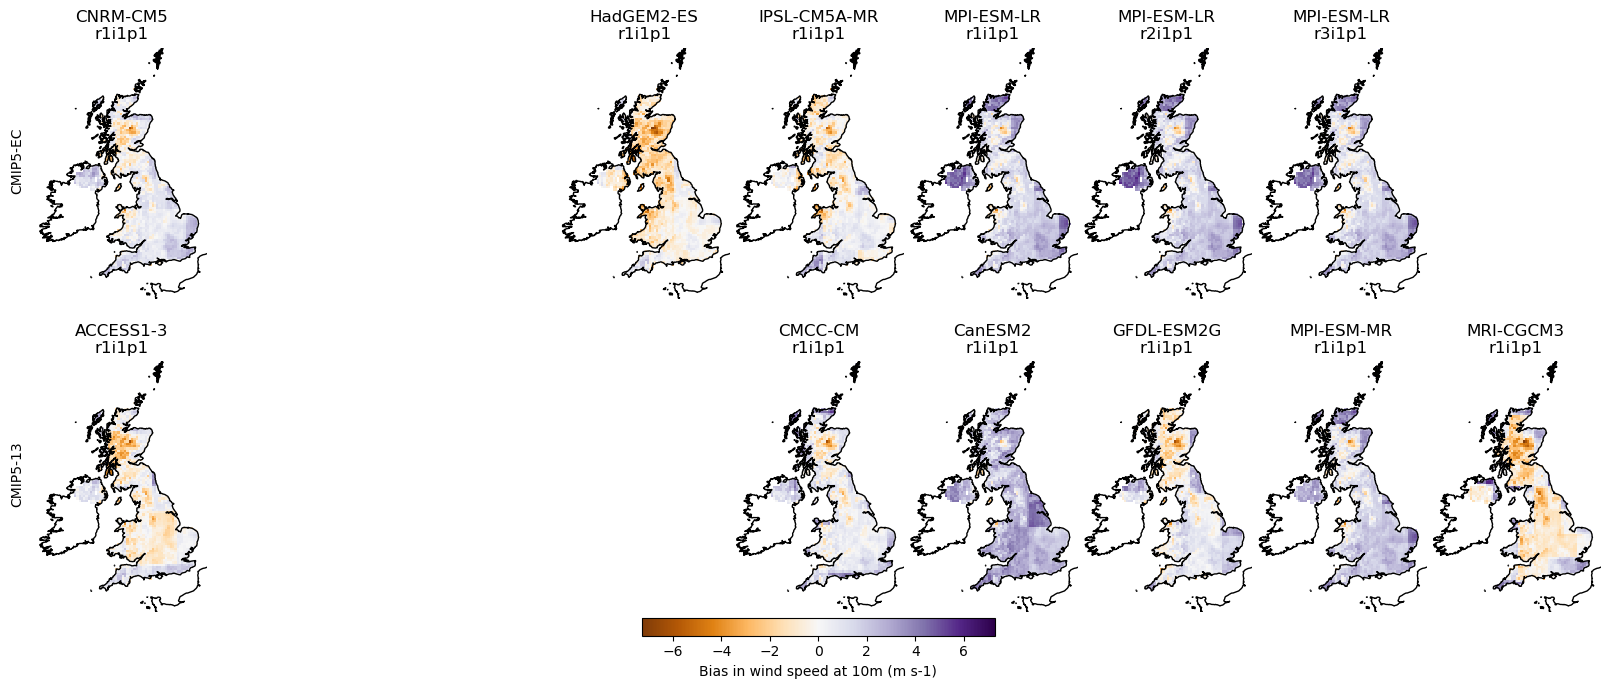 CNRM-CM5
r1i1p1
HadGEM2-ES
r1i1p1
IPSL-CM5A-MR
r1i1p1
MPI-ESM-LR
r1i1p1
MPI-ESM-LR
r2i1p1
MPI-ESM-LR
r3i1p1
CMIP5-EC
ACCESS1-3
r1i1p1
CMCC-CM
r1i1p1
CanESM2
r1i1p1
GFDL-ESM2G
r1i1p1
MPI-ESM-MR
r1i1p1
MRI-CGCM3
r1i1p1
CMIP5-13
−6 −4 −2 0 2 4 6
Bias in wind speed at 10m (m s-1)